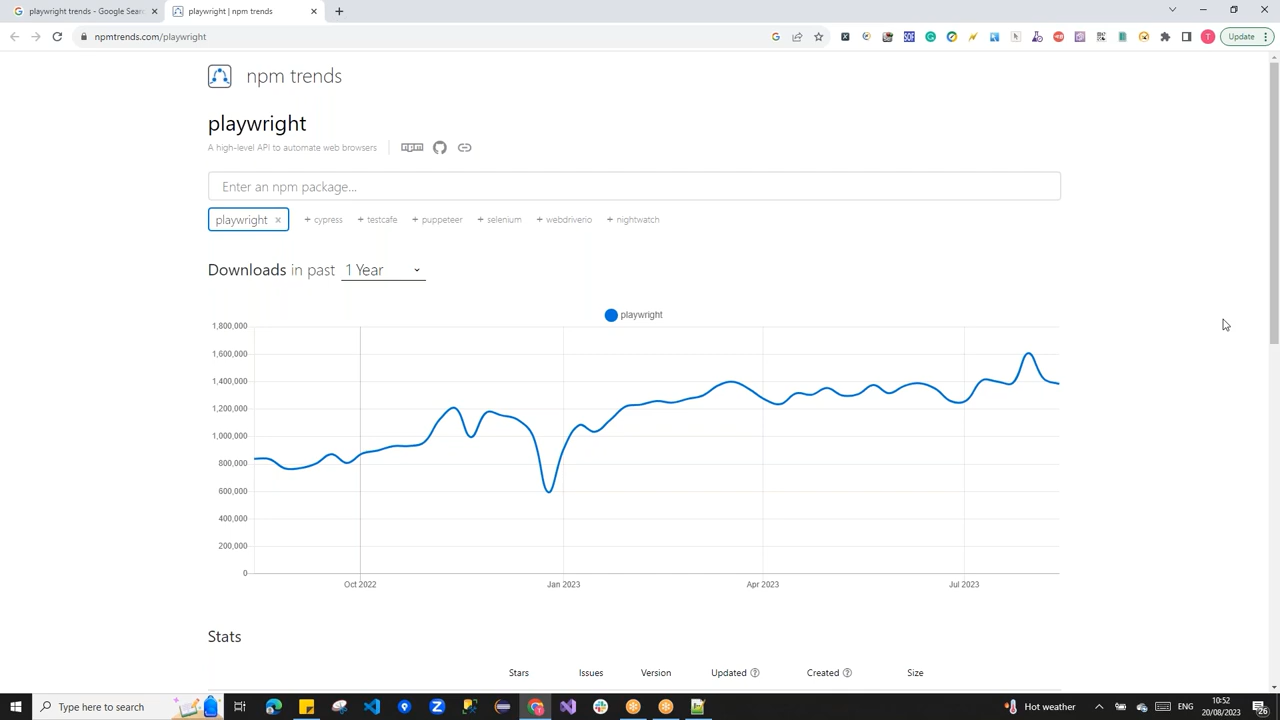 playwright trends - Google Sear
playwright | npm trends
npmtrends.com/playwright
Update
npm trends
playwright
A high-level API to automate web browsers
Enter an npm package...
playwright × + cypress + testcafe + puppeteer + selenium + webdriverio + nightwatch
Downloads in past 1 Year
playwright
1,800,000
1,600,000
1,400,000
1,200,000
1,000,000
800,000
600,000
400,000
200,000
0
Oct 2022 Jan 2023 Apr 2023 Jul 2023
Stats
Stars Issues Version Updated Created Size
Type here to search
Hot weather
ENG
10:52
20/08/2023
26